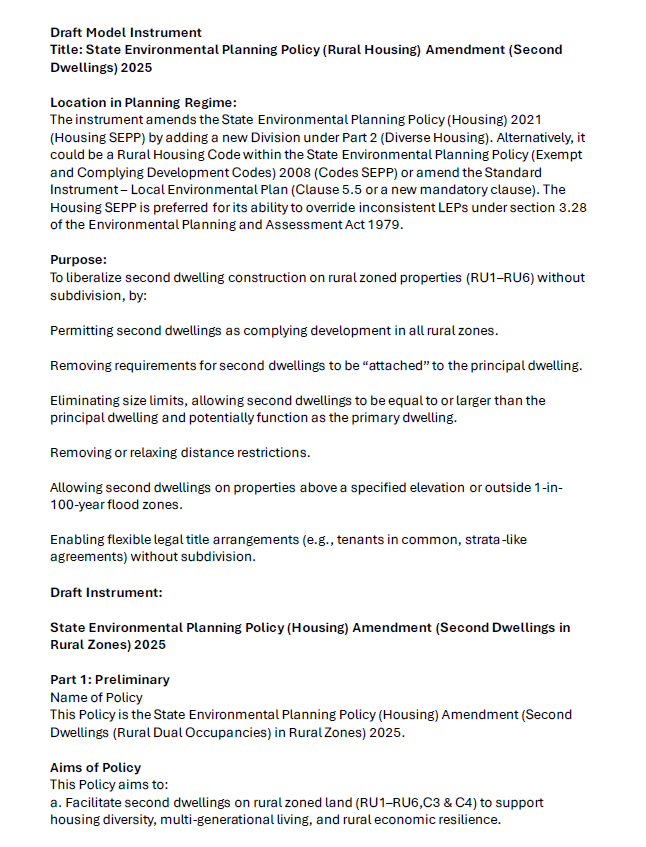 Draft Model Instrument
Title: State Environmental Planning Policy (Rural Housing) Amendment (Second
Dwellings) 2025
Location in Planning Regime:
The instrument amends the State Environmental Planning Policy (Housing) 2021
(Housing SEPP) by adding a new Division under Part 2 (Diverse Housing). Alternatively, it
could be a Rural Housing Code within the State Environmental Planning Policy (Exempt
and Complying Development Codes) 2008 (Codes SEPP) or amend the Standard
Instrument – Local Environmental Plan (Clause 5.5 or a new mandatory clause). The
Housing SEPP is preferred for its ability to override inconsistent LEPs under section 3.28
of the Environmental Planning and Assessment Act 1979.
Purpose:
To liberalize second dwelling construction on rural zoned properties (RU1–RU6) without
subdivision, by:
Permitting second dwellings as complying development in all rural zones.
Removing requirements for second dwellings to be “attached” to the principal dwelling.
Eliminating size limits, allowing second dwellings to be equal to or larger than the
principal dwelling and potentially function as the primary dwelling.
Removing or relaxing distance restrictions.
Allowing second dwellings on properties above a specified elevation or outside 1-in-
100-year flood zones.
Enabling flexible legal title arrangements (e.g., tenants in common, strata-like
agreements) without subdivision.
Draft Instrument:
State Environmental Planning Policy (Housing) Amendment (Second Dwellings in
Rural Zones) 2025
Part 1: Preliminary
Name of Policy
This Policy is the State Environmental Planning Policy (Housing) Amendment (Second
Dwellings (Rural Dual Occupancies) in Rural Zones) 2025.
Aims of Policy
This Policy aims to:
a. Facilitate second dwellings on rural zoned land (RU1–RU6,C3 & C4) to support
housing diversity, multi-generational living, and rural economic resilience.